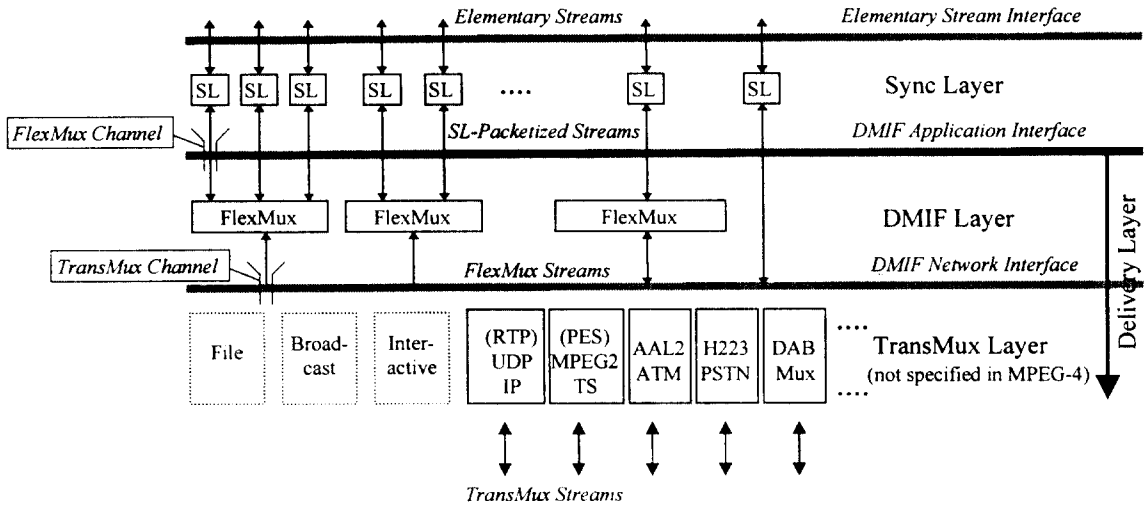 Elementary Streams
Elementary Stream Interface
SL SL SL SL SL .... SL SL
Sync Layer
FlexMux Channel
SL-Packetized Streams
DMIF Application Interface
FlexMux FlexMux FlexMux
DMIF Layer
TransMux Channel
FlexMux Streams
DMIF Network Interface
Delivery Layer
File
Broad-
cast
Inter-
active
(RTP)
UDP
IP
(PES)
MPEG2
TS
AAL2
ATM
H223
PSTN
DAB
Mux
....
....
TransMux Layer
(not specified in MPEG-4)
TransMux Streams